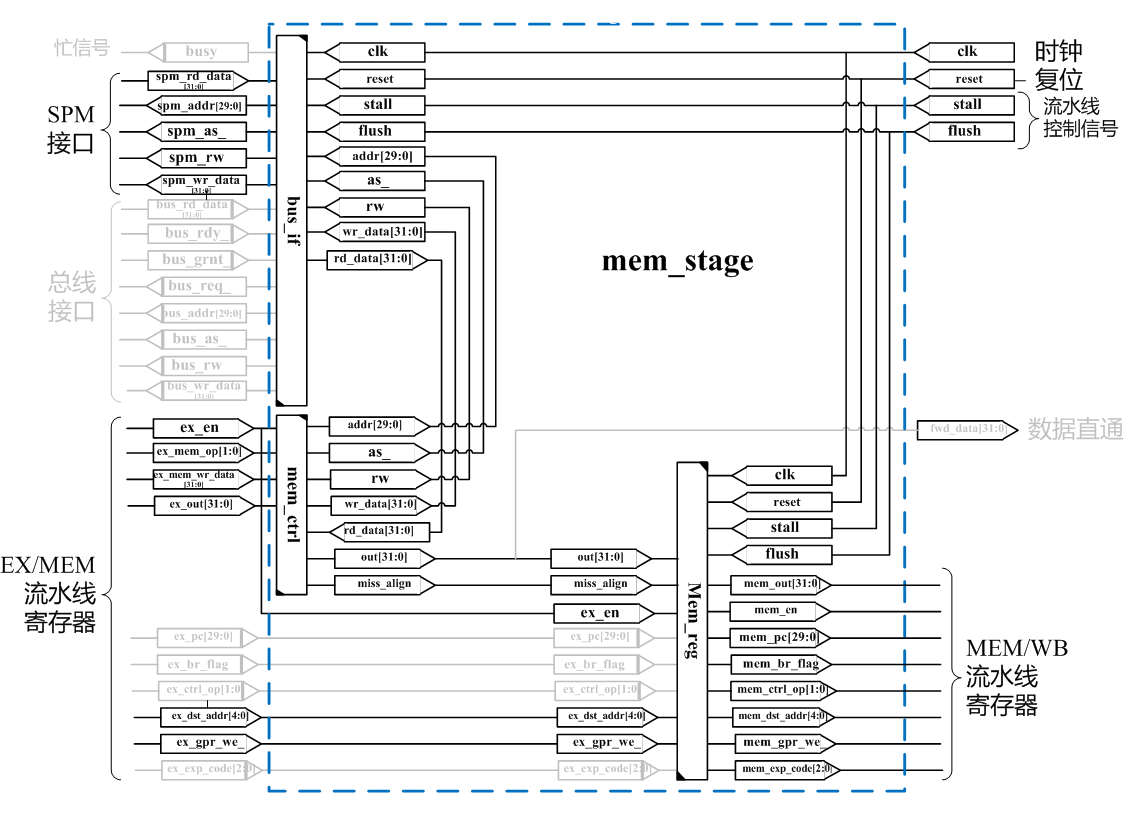 忙信号
busy
SPM
接口
spm_rd_data
[31:0]
spm_addr[29:0]
spm_as_
spm_rw
spm_wr_data
[31:0]
总线
接口
bus_rd_data
[31:0]
bus_rdy_
bus_grnt_
bus_req_
bus_addr[29:0]
bus_as_
bus_rw
bus_wr_data
[31:0]
EX/MEM
流水线
寄存器
ex_en
ex_mem_op[1:0]
ex_mem_wr_data
[31:0]
ex_out[31:0]
ex_pc[29:0]
ex_br_flag
ex_ctrl_op[1:0
ex_dst_addr[4:0]
ex_gpr_we_
ex_exp_code[2:0]
bus_if
clk
reset
stall
flush
addr[29:0]
as_
rw
wr_data[31:0]
rd_data[31:0]
mem_ctrl
addr[29:0]
as_
rw
wr_data[31:0]
rd_data[31:0]
out[31:0]
miss_align
mem_stage
out[31:0]
miss_align
ex_en
ex_pc[29:0]
ex_br_flag
ex_ctrl_op[1:0
ex_dst_addr[4:0]
ex_gpr_we_
ex_exp_code[2:0]
Mem_reg
clk
reset
stall
flush
mem_out[31:0]
mem_en
mem_pc[29:0]
mem_br_flag
mem_ctrl_op[1:0]
mem_dst_addr[4:0]
mem_gpr_we_
mem_exp_code[2:0]
clk
reset
stall
flush
时钟
复位
流水线
控制信号
fwd_data[31:0]
数据直通
MEM/WB
流水线
寄存器